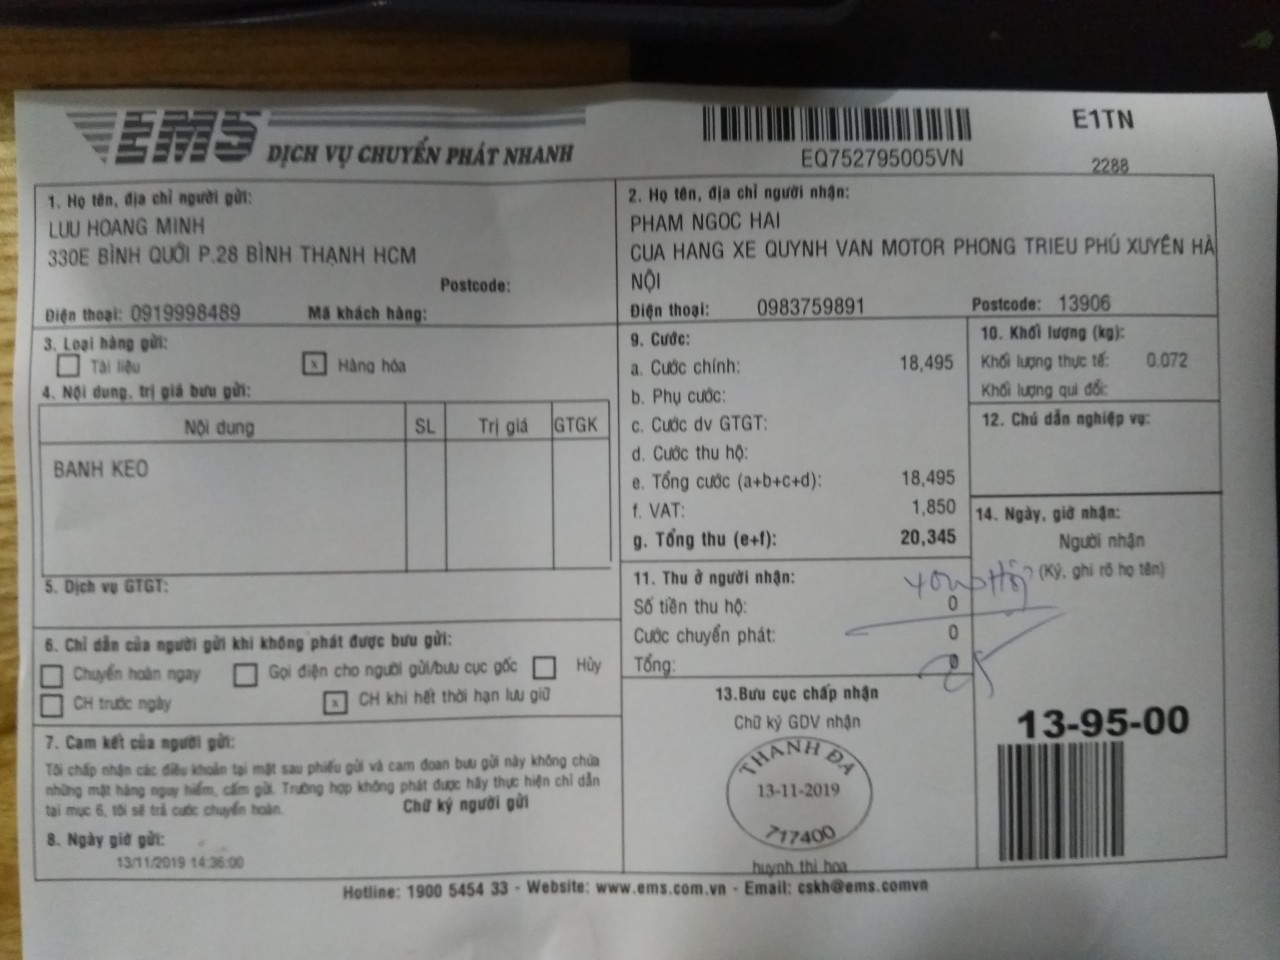 EMS DỊCH VỤ CHUYỂN PHÁT NHANH
EQ752795005VN
E1TN
2288
1. Họ tên, địa chỉ người gửi:
LUU HOANG MINH
330E BÌNH QUỚI P.28 BÌNH THẠNH HCM
Postcode:
Điện thoại: 0919998489 Mã khách hàng:
2. Họ tên, địa chỉ người nhận:
PHAM NGOC HAI
CUA HANG XE QUYNH VAN MOTOR PHONG TRIEU PHÚ XUYÊN HÀ
NỘI
Điện thoại: 0983759891 Postcode: 13906
3. Loại hàng gửi:
Tài liệu x Hàng hóa
4. Nội dung, trị giá bưu gửi:
Nội dung SL Trị giá GTGK
BANH KEO
5. Dịch vụ GTGT:
6. Chỉ dẫn của người gửi khi không phát được bưu gửi:
Chuyển hoàn ngay Gọi điện cho người gửi/bưu cục gốc Hủy
CH trước ngày x CH khi hết thời hạn lưu giữ
7. Cam kết của người gửi:
Tôi chấp nhận các điều khoản tại mặt sau phiếu gửi và cam đoan bưu gửi này không chứa
những mặt hàng nguy hiểm, cấm gửi. Trường hợp không phát được hãy thực hiện chỉ dẫn
tại mục 6, tôi sẽ trả cước chuyển hoàn. Chữ ký người gửi
8. Ngày giờ gửi:
13/11/2019 14:36:00
9. Cước:
a. Cước chính: 18,495
b. Phụ cước:
c. Cước dv GTGT:
d. Cước thu hộ:
e. Tổng cước (a+b+c+d): 18,495
f. VAT: 1,850
g. Tổng thu (e+f): 20,345
10. Khối lượng (kg):
Khối lượng thực tế: 0.072
Khối lượng qui đổi:
12. Chú dẫn nghiệp vụ:
11. Thu ở người nhận:
Số tiền thu hộ: 0
Cước chuyển phát: 0
Tổng: 0
14. Ngày, giờ nhận:
Người nhận
(Ký, ghi rõ họ tên)
13.Bưu cục chấp nhận
Chữ ký GDV nhận
THANH ĐA
13-11-2019
717400
huynh thi hoa
13-95-00
Hotline: 1900 5454 33 - Website: www.ems.com.vn - Email: cskh@ems.comvn